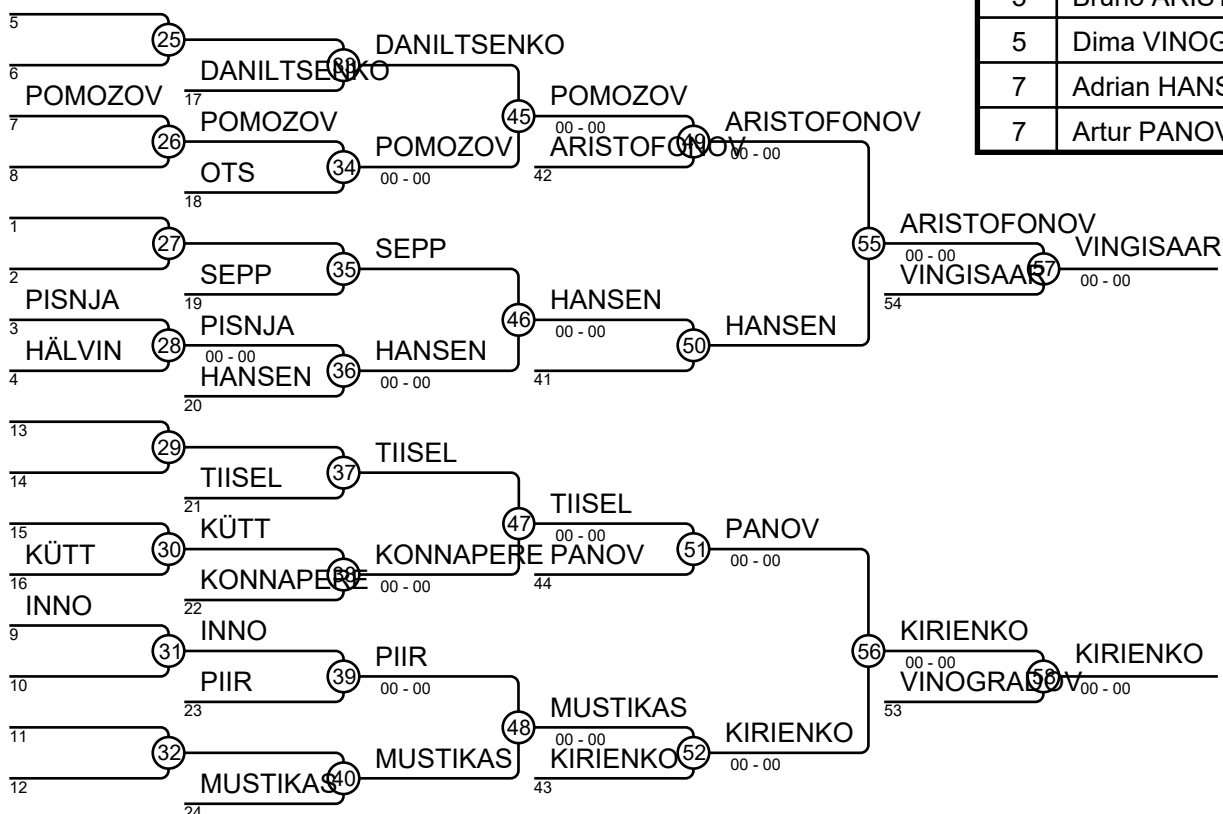 5
25
6
DANILTSENKO
33
DANILTSENKO
17
POMOZOV
7
26
8
POMOZOV
OTS
18
34
POMOZOV
00 - 00
45
POMOZOV
00 - 00
ARISTOFONOV
42
49
ARISTOFONOV
00 - 00
1
27
2
SEPP
19
35
SEPP
PISNJA
3
HÄLVIN
4
28
PISNJA
00 - 00
HANSEN
20
36
HANSEN
00 - 00
46
HANSEN
00 - 00
41
50
HANSEN
55
ARISTOFONOV
00 - 00
VINGISAAR
54
57
VINGISAAR
00 - 00
13
29
14
TIISEL
21
37
TIISEL
15
KÜTT
16
30
KÜTT
KONNAPERE
22
38
KONNAPERE
00 - 00
47
TIISEL
00 - 00
PANOV
44
51
PANOV
00 - 00
INNO
9
31
10
INNO
PIIR
23
39
PIIR
00 - 00
11
32
12
MUSTIKAS
24
40
MUSTIKAS
48
MUSTIKAS
00 - 00
KIRIENKO
43
52
KIRIENKO
00 - 00
56
KIRIENKO
00 - 00
VINOGRADOV
53
58
KIRIENKO
00 - 00
5 Dima VINOG
7 Adrian HANS
7 Artur PANOV